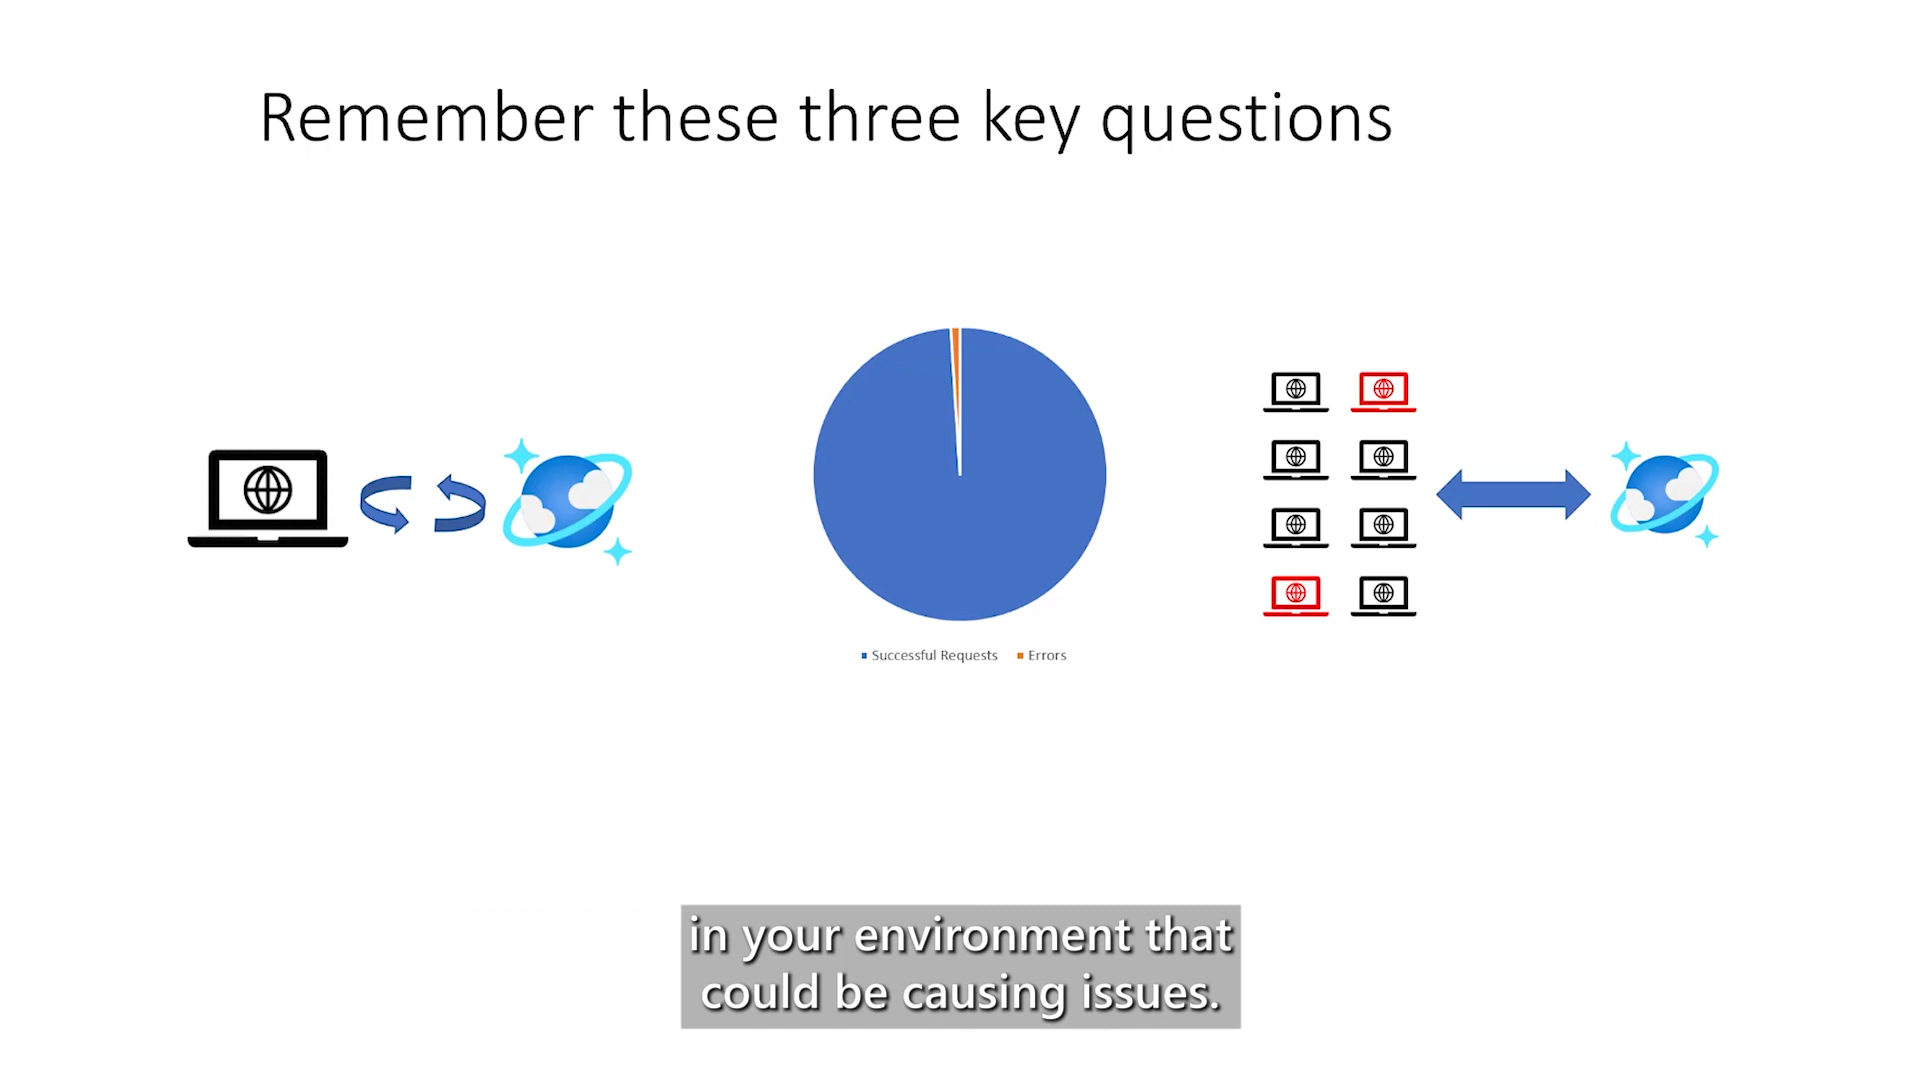 Remember these three key questions
Successful Requests Errors
in your environment that
could be causing issues.